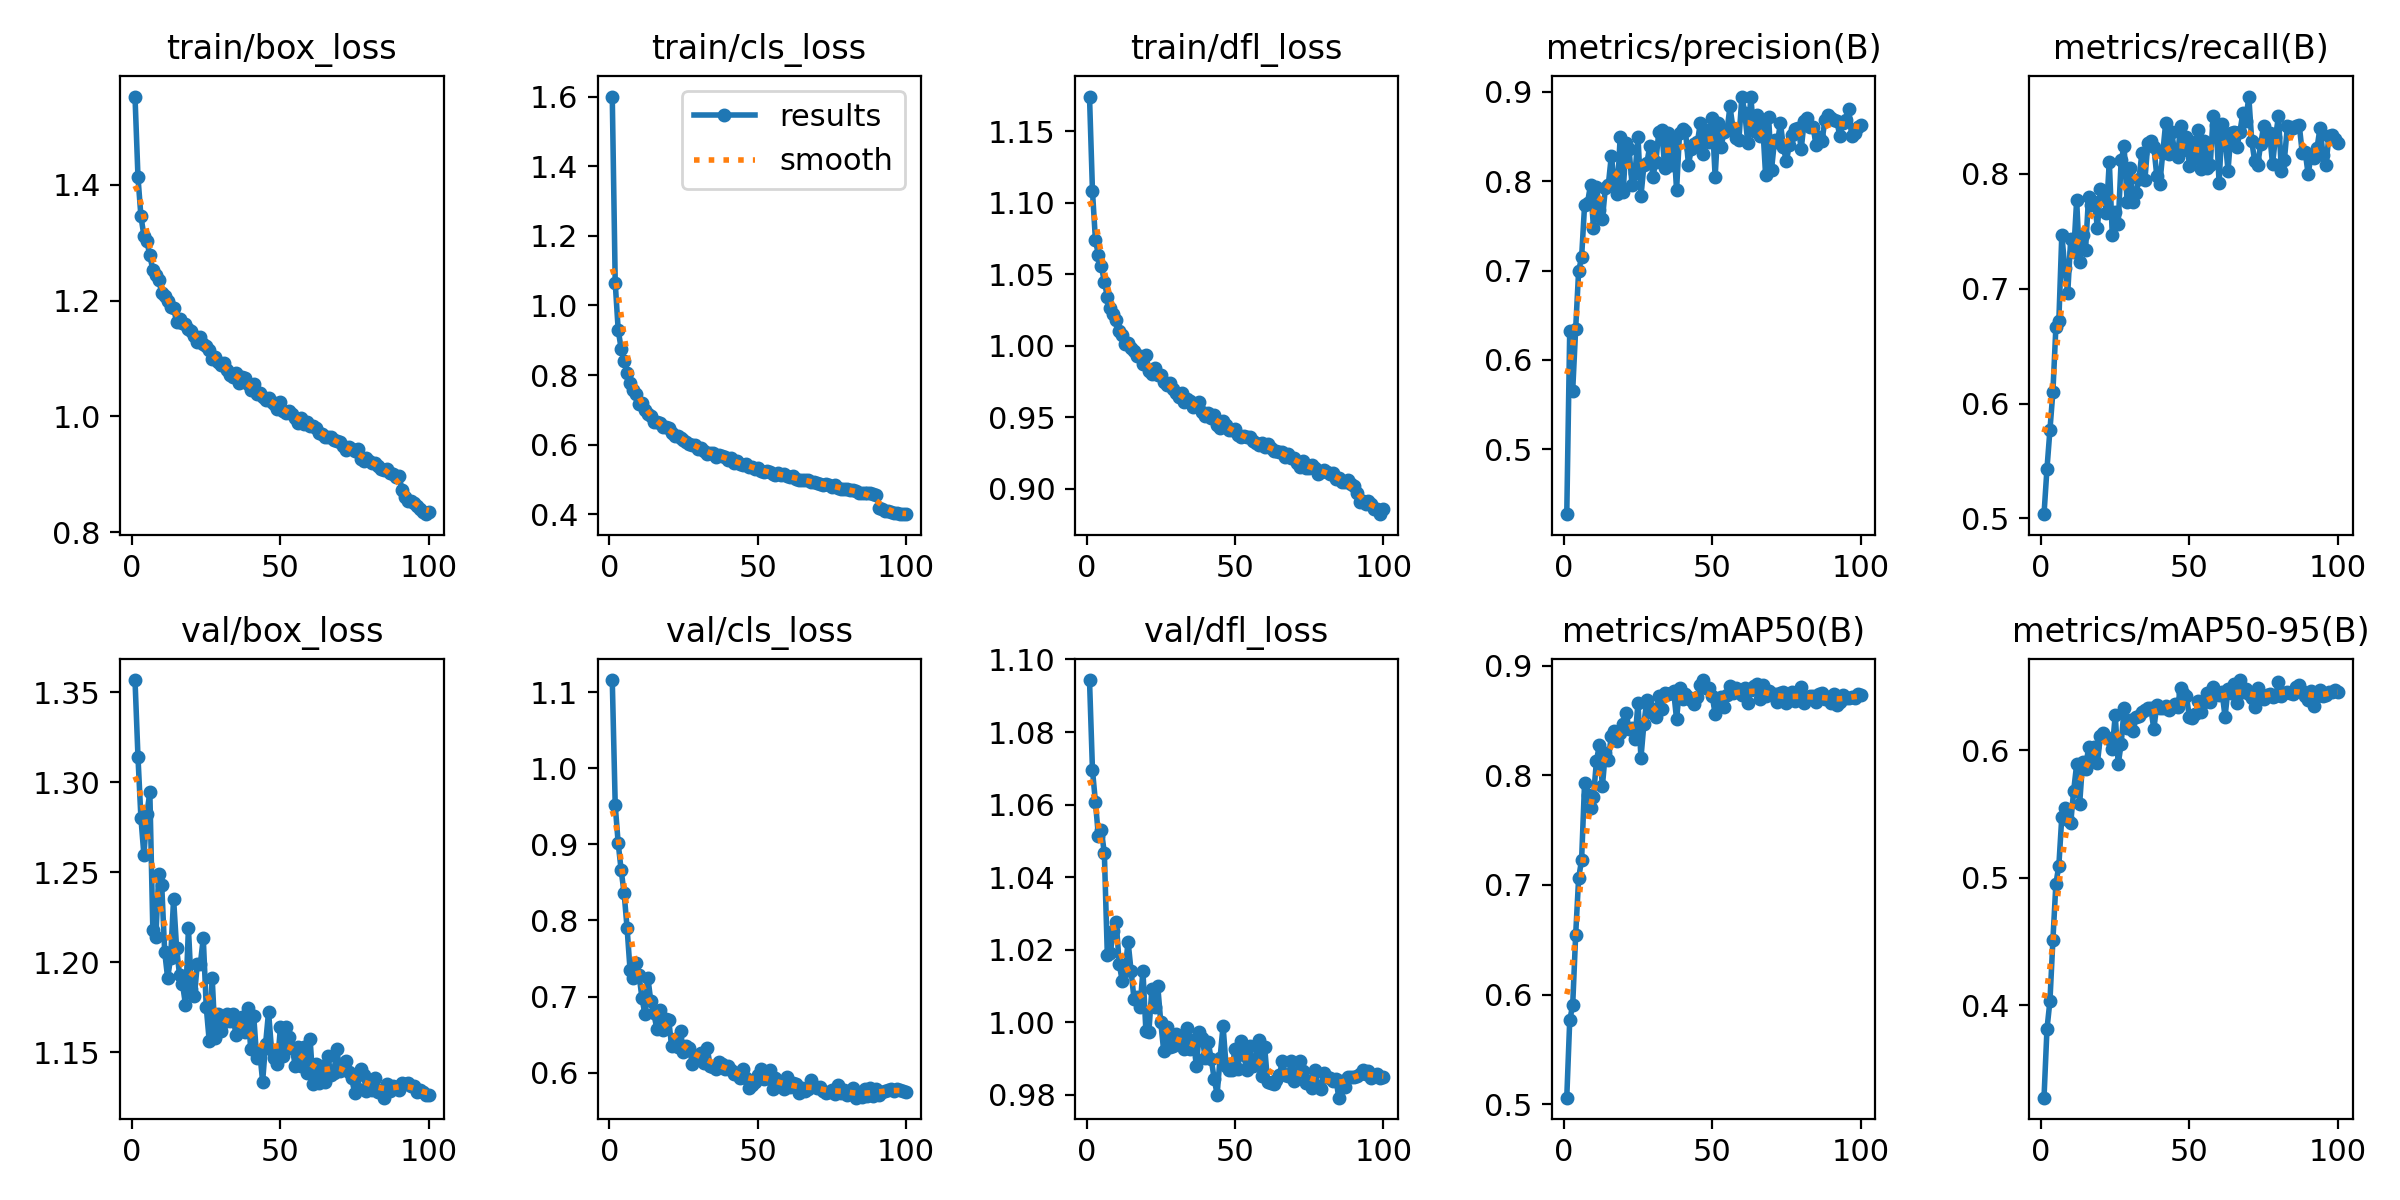 train/box_loss
1.4
1.2
1.0
0.8
0 50 100
train/cls_loss
results
smooth
1.6
1.4
1.2
1.0
0.8
0.6
0.4
0 50 100
train/dfl_loss
1.15
1.10
1.05
1.00
0.95
0.90
0 50 100
metrics/precision(B)
0.9
0.8
0.7
0.6
0.5
0 50 100
metrics/recall(B)
0.8
0.7
0.6
0.5
0 50 100
val/box_loss
1.35
1.30
1.25
1.20
1.15
0 50 100
val/cls_loss
1.1
1.0
0.9
0.8
0.7
0.6
0 50 100
val/dfl_loss
1.10
1.08
1.06
1.04
1.02
1.00
0.98
0 50 100
metrics/mAP50(B)
0.9
0.8
0.7
0.6
0.5
0 50 100
metrics/mAP50-95(B)
0.6
0.5
0.4
0 50 100